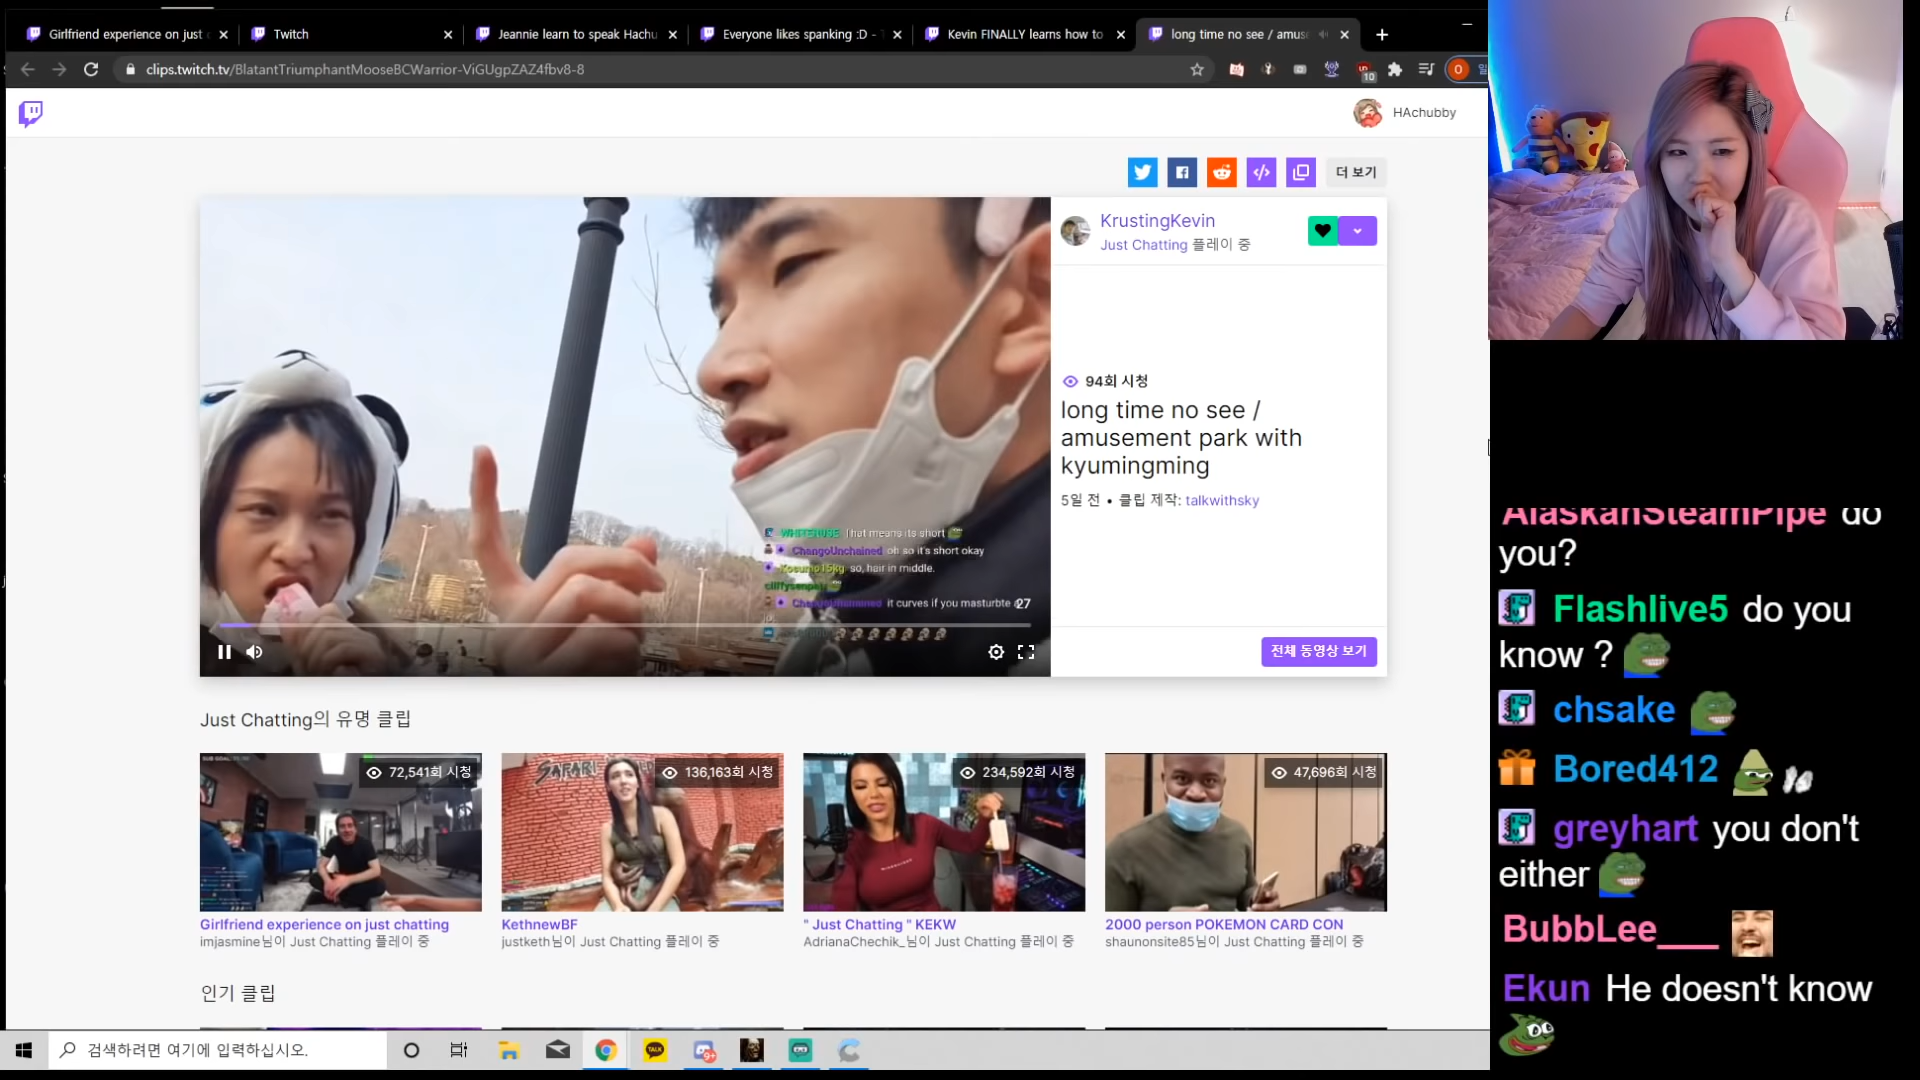 Girlfriend experience on just
Twitch
Jeannie learn to speak Hachu
Everyone likes spanking :D -
Kevin FINALLY learns how to
long time no see / amus
clips.twitch.tv/BlatantTriumphantMooseBCWarrior-ViGUgpZAZ4fbv8-8
10
O
HAchubby
더 보기
KrustingKevin
Just Chatting 플레이 중
94회 시청
long time no see /
amusement park with
kyumingming
5일 전 • 클립 제작: talkwithsky
전체 동영상 보기
WHITERUSE That means its short
ChangoUnchained oh so it's short okay
Kosumo15kg so, hair in middle.
it curves if you masturbte
27
Just Chatting의 유명 클립
72,541회 시청
Girlfriend experience on just chatting
imjasmine님이 Just Chatting 플레이 중
SAFARI
136,163회 시청
KethnewBF
justketh님이 Just Chatting 플레이 중
234,592회 시청
" Just Chatting " KEKW
AdrianaChechik_님이 Just Chatting 플레이 중
47,696회 시청
2000 person POKEMON CARD CON
shaunonsite85님이 Just Chatting 플레이 중
인기 클립
검색하려면 여기에 입력하십시오.
TALK
9+
AlaskanSteamPipe do
you?
Flashlive5 do you
know ?
chsake
Bored412
greyhart you don't
either
BubbLee___
Ekun He doesn't know